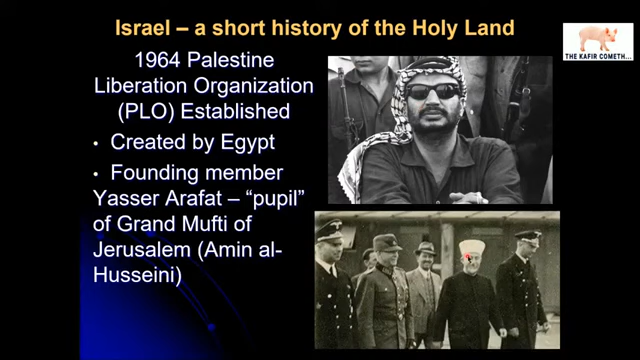 Israel – a short history of the Holy Land
THE KAFIR COMETH...
1964 Palestine
Liberation Organization
(PLO) Established
• Created by Egypt
• Founding member
Yasser Arafat – “pupil”
of Grand Mufti of
Jerusalem (Amin al-
Husseini)